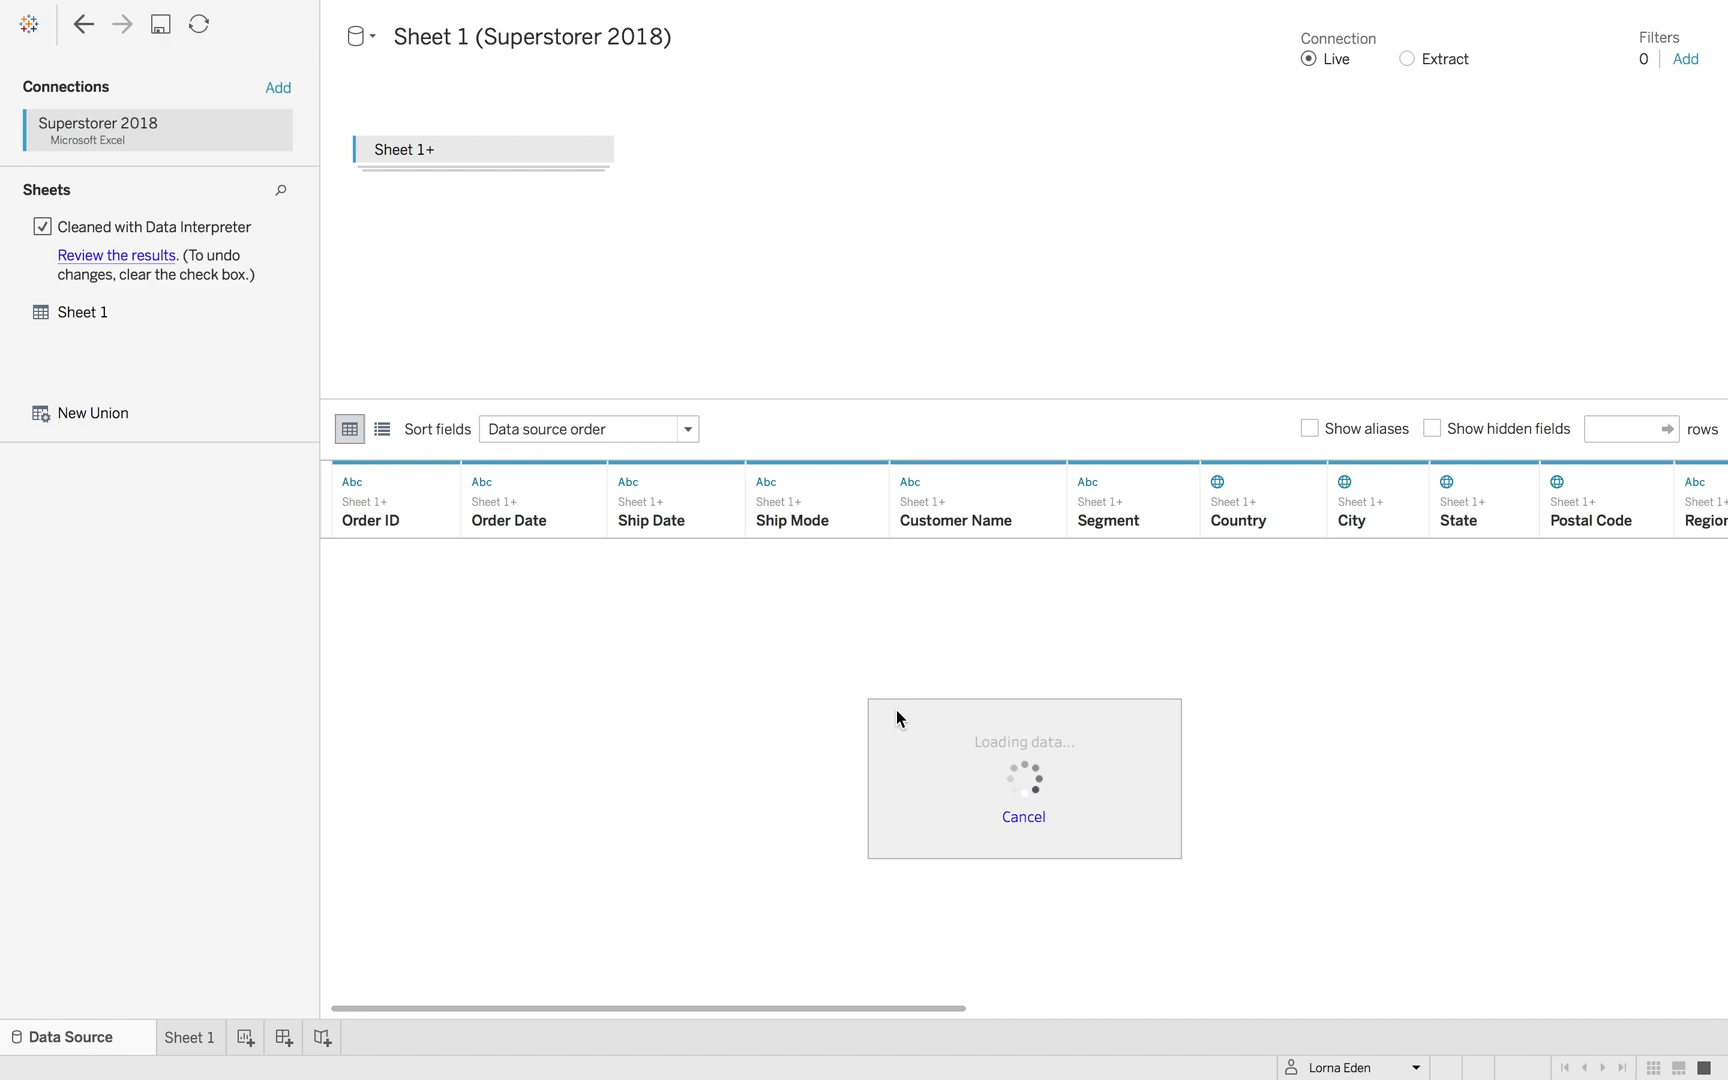 Sheet 1 (Superstorer 2018)
Connection
Live
Extract
Filters
0
Add
Connections
Add
Superstorer 2018
Microsoft Excel
Sheets
Cleaned with Data Interpreter
Review the results. (To undo
changes, clear the check box.)
Sheet 1
New Union
Sheet 1+
Sort fields
Data source order
Show aliases
Show hidden fields
rows
Abc
Sheet 1+
Order ID
Abc
Sheet 1+
Order Date
Abc
Sheet 1+
Ship Date
Abc
Sheet 1+
Ship Mode
Abc
Sheet 1+
Customer Name
Abc
Sheet 1+
Segment
Sheet 1+
Country
Sheet 1+
City
Sheet 1+
State
Sheet 1+
Postal Code
Abc
Sheet 1+
Region
Loading data...
Cancel
Data Source
Sheet 1
Lorna Eden